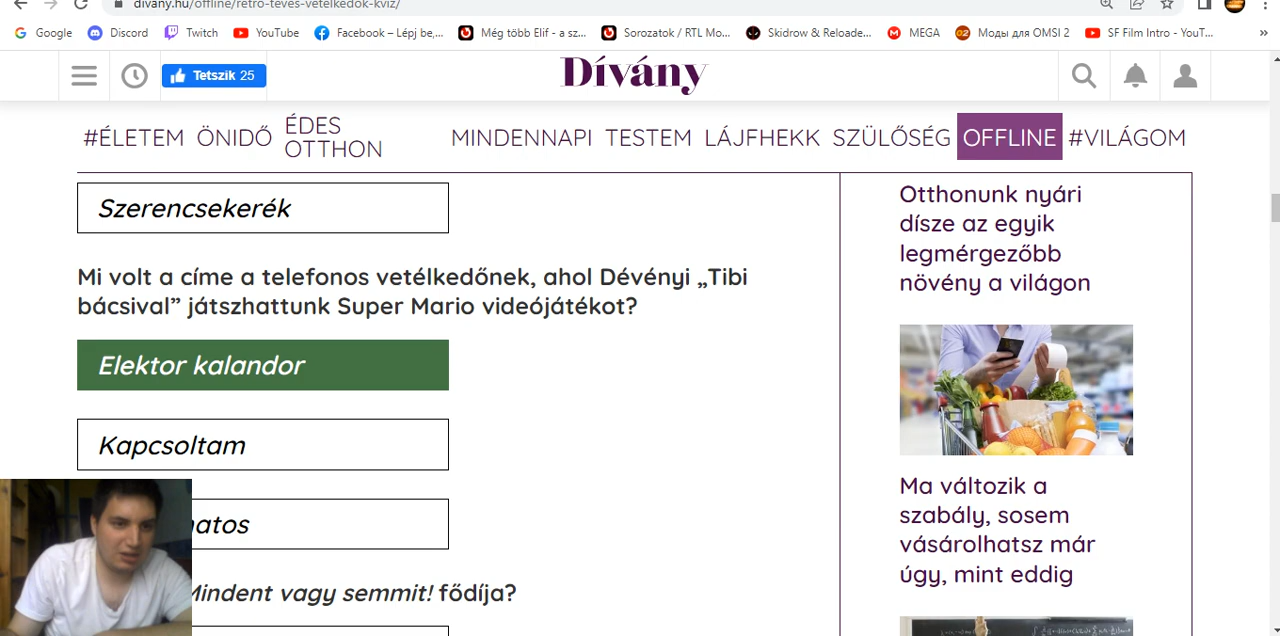 divany.hu/offline/retro-teves-vetelkedok-kviz/
Google Discord Twitch YouTube Facebook – Lépj be,... Még több Elif - a sz... Sorozatok / RTL Mo... Skidrow & Reloade... MEGA Моды для OMSI 2 SF Film Intro - YouT... »
Tetszik 25
Dívány
#ÉLETEM ÖNIDŐ ÉDES OTTHON MINDENNAPI TESTEM LÁJFHEKK SZÜLŐSÉG OFFLINE #VILÁGOM
Szerencsekerék
Mi volt a címe a telefonos vetélkedőnek, ahol Dévényi „Tibi
bácsival” játszhattunk Super Mario videójátékot?
Elektor kalandor
Kapcsoltam
Mindent vagy semmit! fődíja?
Otthonunk nyári
dísze az egyik
legmérgezőbb
növény a világon
Ma változik a
szabály, sosem
vásárolhatsz már
úgy, mint eddig